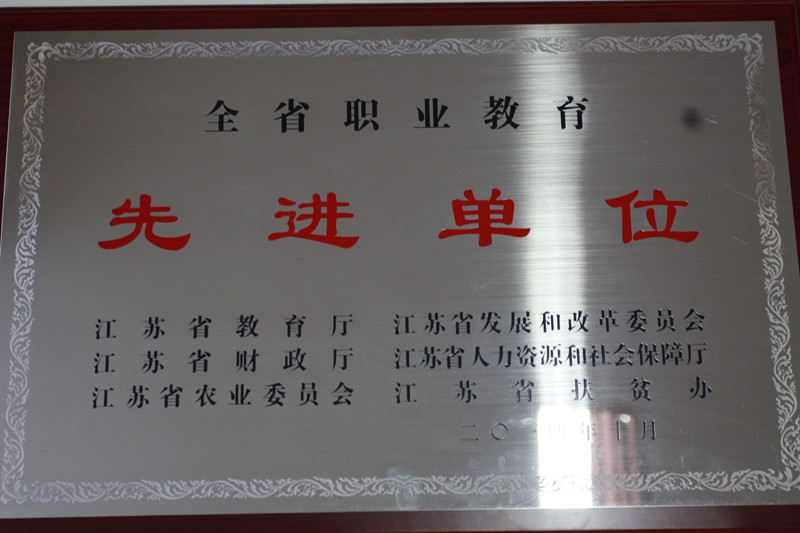 全省职业教育
先进单位
江苏省教育厅 江苏省发展和改革委员会
江苏省财政厅 江苏省人力资源和社会保障厅
江苏省农业委员会 江苏省扶贫办
二〇一四年十月